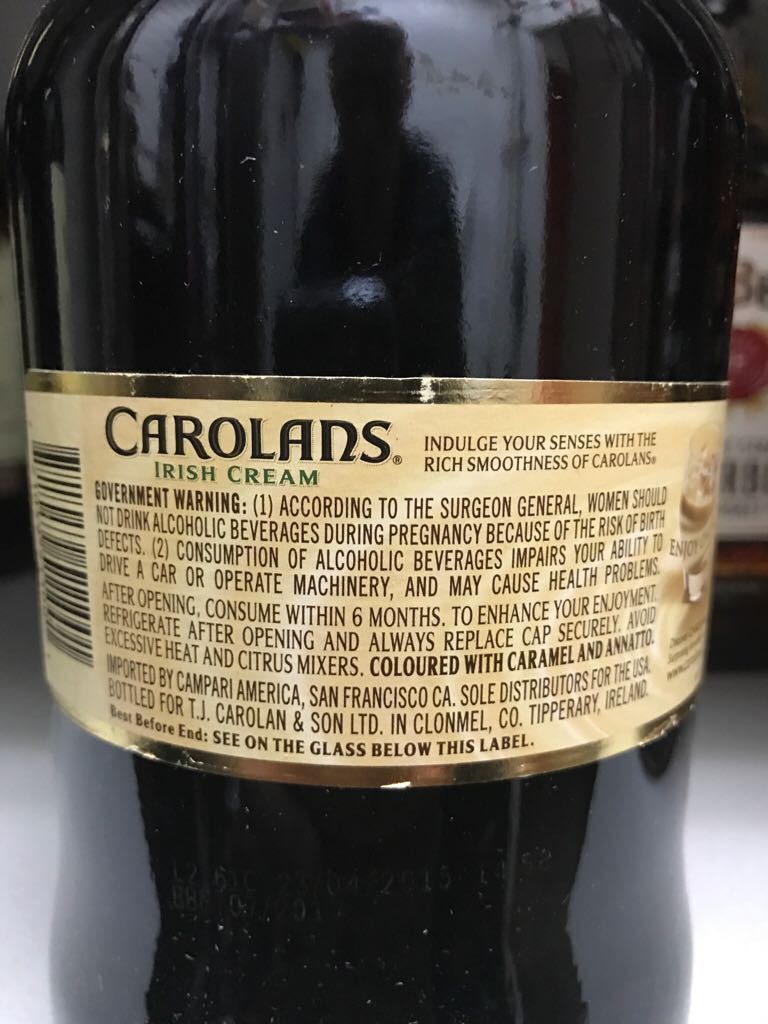 CAROLANS®
IRISH CREAM
INDULGE YOUR SENSES WITH THE
RICH SMOOTHNESS OF CAROLANS®
GOVERNMENT WARNING: (1) ACCORDING TO THE SURGEON GENERAL, WOMEN SHOULD
NOT DRINK ALCOHOLIC BEVERAGES DURING PREGNANCY BECAUSE OF THE RISK OF BIRTH
DEFECTS. (2) CONSUMPTION OF ALCOHOLIC BEVERAGES IMPAIRS YOUR ABILITY TO
DRIVE A CAR OR OPERATE MACHINERY, AND MAY CAUSE HEALTH PROBLEMS.
AFTER OPENING, CONSUME WITHIN 6 MONTHS. TO ENHANCE YOUR ENJOYMENT,
REFRIGERATE AFTER OPENING AND ALWAYS REPLACE CAP SECURELY. AVOID
EXCESSIVE HEAT AND CITRUS MIXERS. COLOURED WITH CARAMEL AND ANNATTO.
IMPORTED BY CAMPARI AMERICA, SAN FRANCISCO CA. SOLE DISTRIBUTORS FOR THE USA.
BOTTLED FOR T.J. CAROLAN & SON LTD. IN CLONMEL, CO. TIPPERARY, IRELAND.
Best Before End: SEE ON THE GLASS BELOW THIS LABEL.
ENJOY
23/04/2015